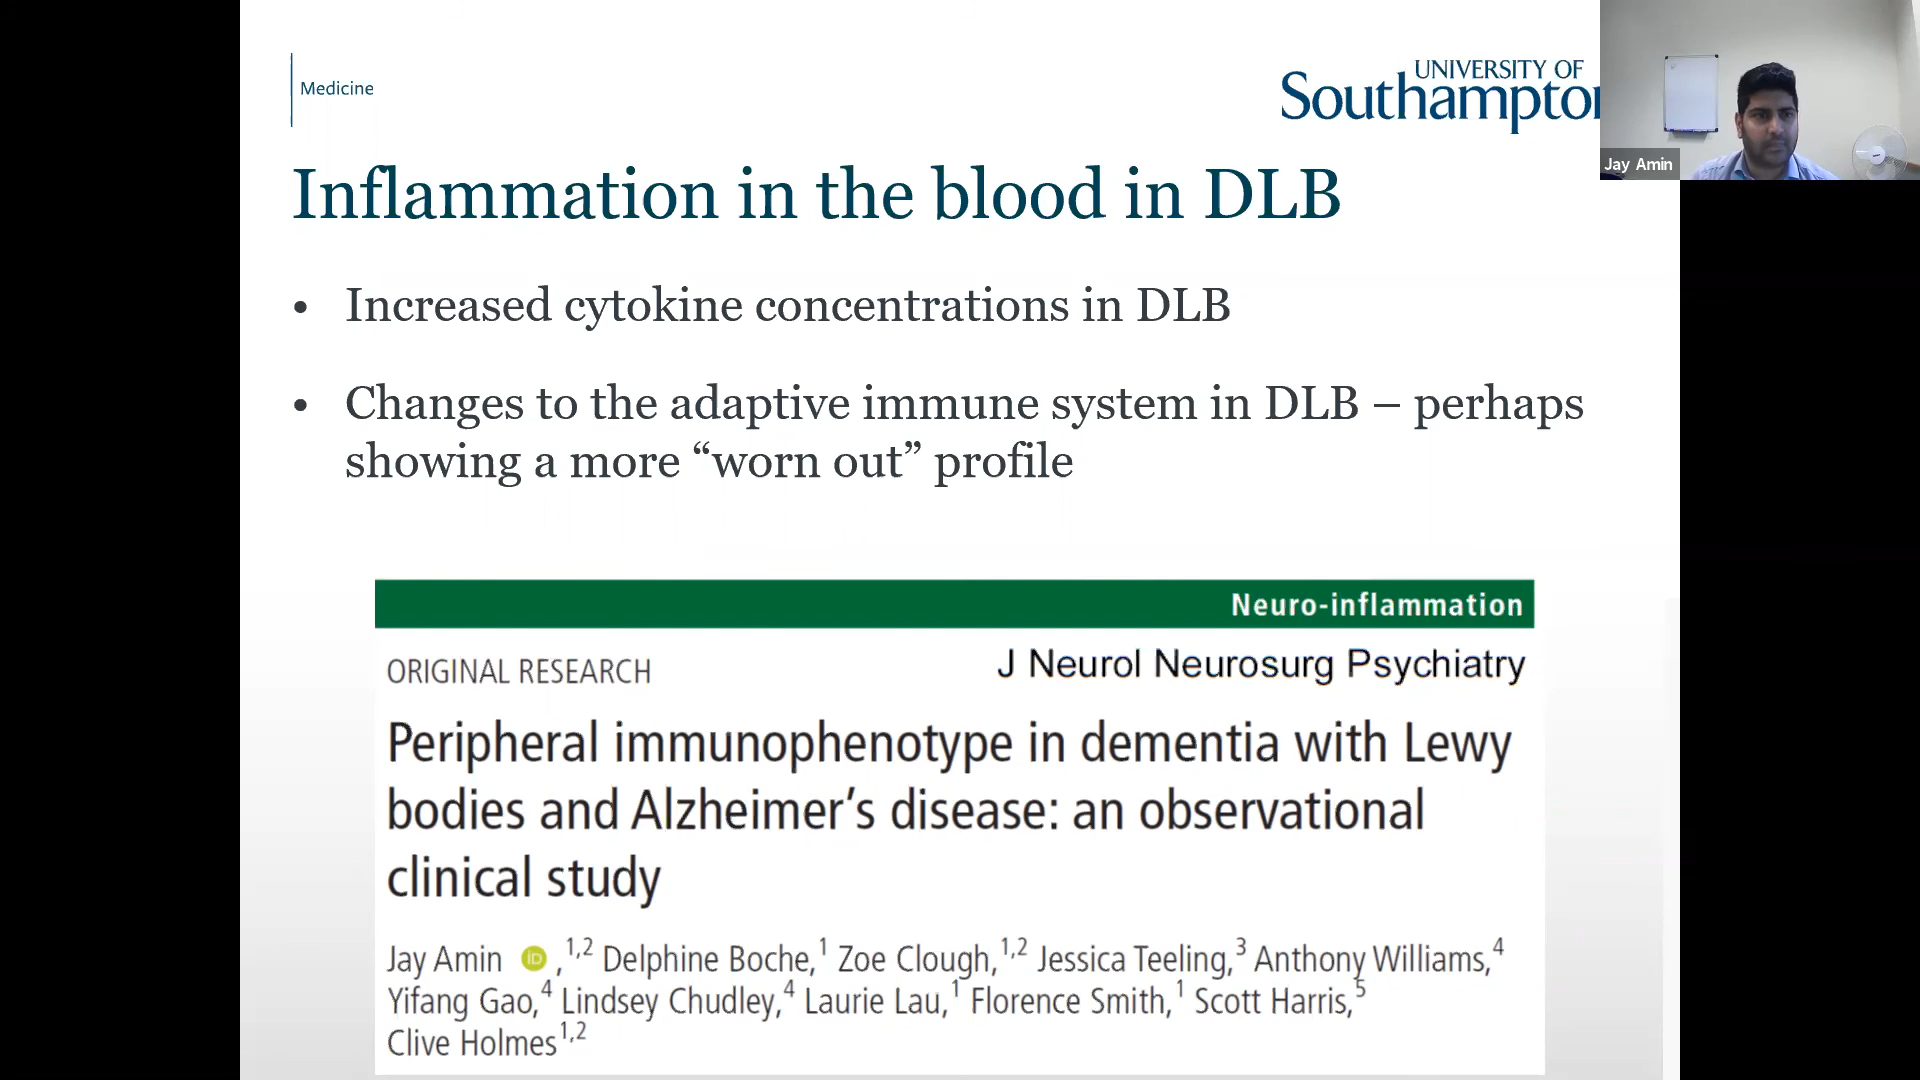 Medicine
UNIVERSITY OF
Southampton
Jay Amin
Inflammation in the blood in DLB
• Increased cytokine concentrations in DLB
• Changes to the adaptive immune system in DLB – perhaps
showing a more “worn out” profile
Neuro-inflammation
ORIGINAL RESEARCH
J Neurol Neurosurg Psychiatry
Peripheral immunophenotype in dementia with Lewy
bodies and Alzheimer’s disease: an observational
clinical study
Jay Amin iD ,1,2 Delphine Boche,1 Zoe Clough,1,2 Jessica Teeling,3 Anthony Williams,4
Yifang Gao,4 Lindsey Chudley,4 Laurie Lau,1 Florence Smith,1 Scott Harris,5
Clive Holmes1,2